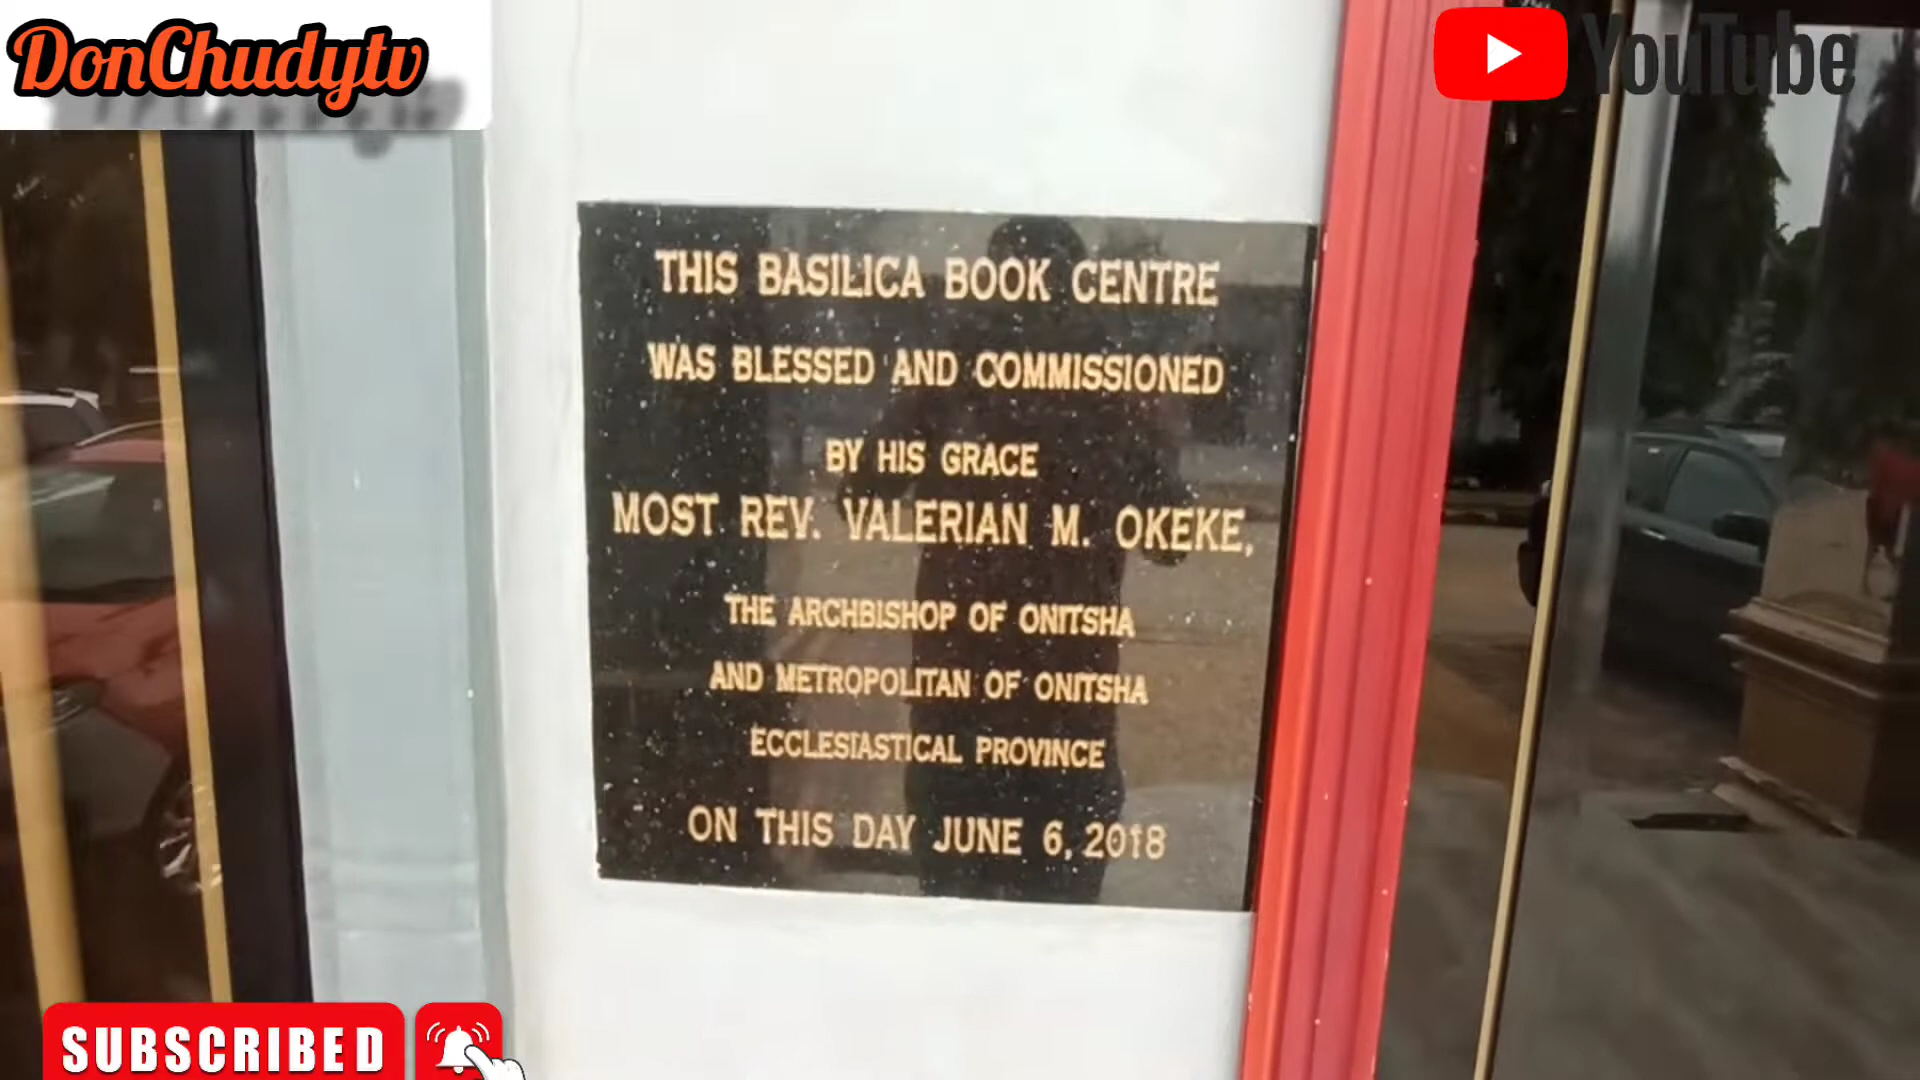 DonChudytv
YouTube
THIS BASILICA BOOK CENTRE
WAS BLESSED AND COMMISSIONED
BY HIS GRACE
MOST REV. VALERIAN M. OKEKE,
THE ARCHBISHOP OF ONITSHA
AND METROPOLITAN OF ONITSHA
ECCLESIASTICAL PROVINCE
ON THIS DAY JUNE 6, 2018
SUBSCRIBED